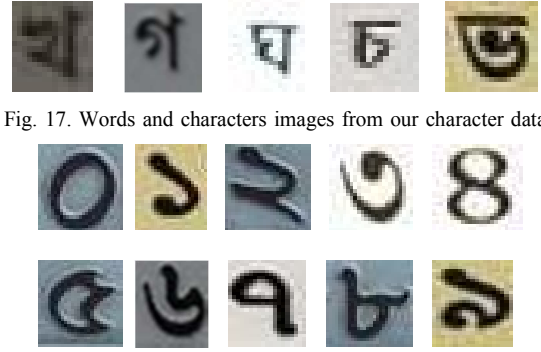 খ গ ঘ চ ভ
Fig. 17. Words and characters images from our character data
০ ১ ২ ৩ ৪
৫ ৬ ৭ ৮ ৯